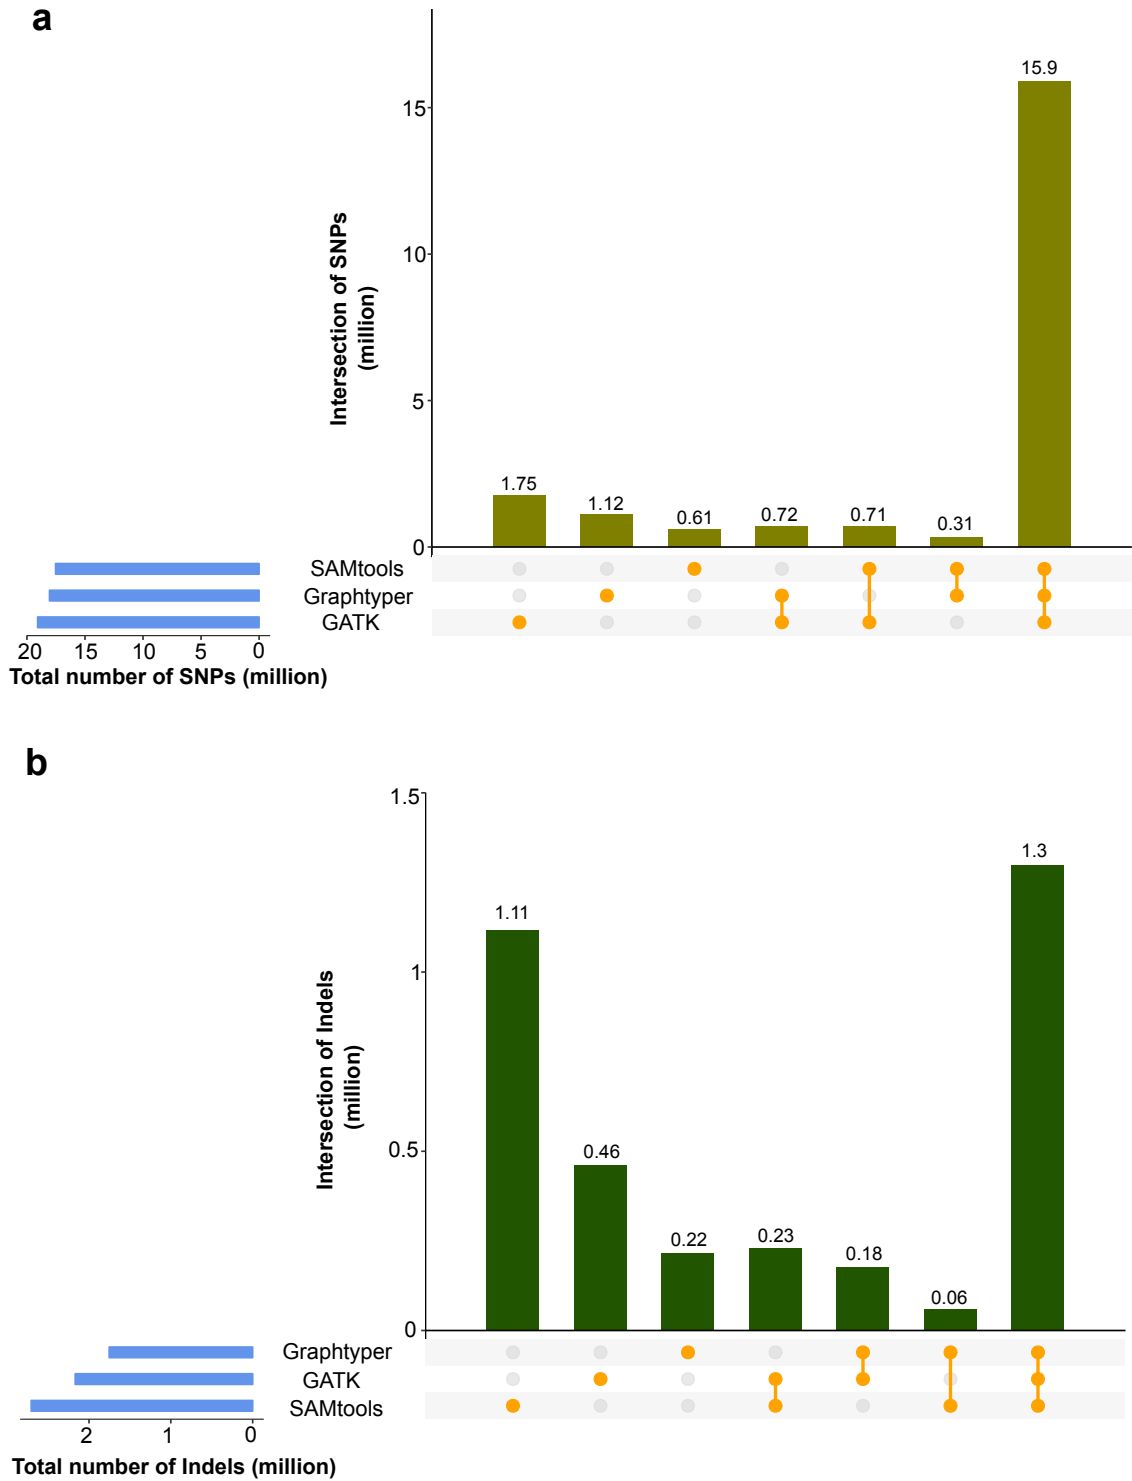 a
Intersection of SNPs
(million)
15
10
5
0
1.75
1.12
0.61
0.72
0.71
0.31
15.9
SAMtools
Graphtyper
GATK
20 15 10 5 0
Total number of SNPs (million)
b
Intersection of Indels
(million)
1.5
1
0.5
0
1.11
0.46
0.22
0.23
0.18
0.06
1.3
Graphtyper
GATK
SAMtools
2 1 0
Total number of Indels (million)